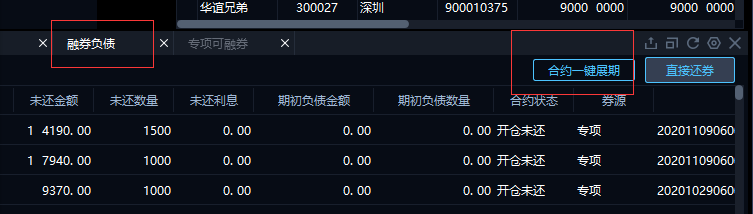 华谊兄弟 300027 深圳 900010375 9000 0000 9000 0000
融券负债 专项可融券
合约一键展期 直接还券
未还金额 未还数量 未还利息 期初负债金额 期初负债数量 合约状态 券源
1 4190.00 1500 0.00 0.00 0.00 开仓未还 专项 20201109060
1 7940.00 1000 0.00 0.00 0.00 开仓未还 专项 20201109060
9370.00 1000 0.00 0.00 0.00 开仓未还 专项 20201029060